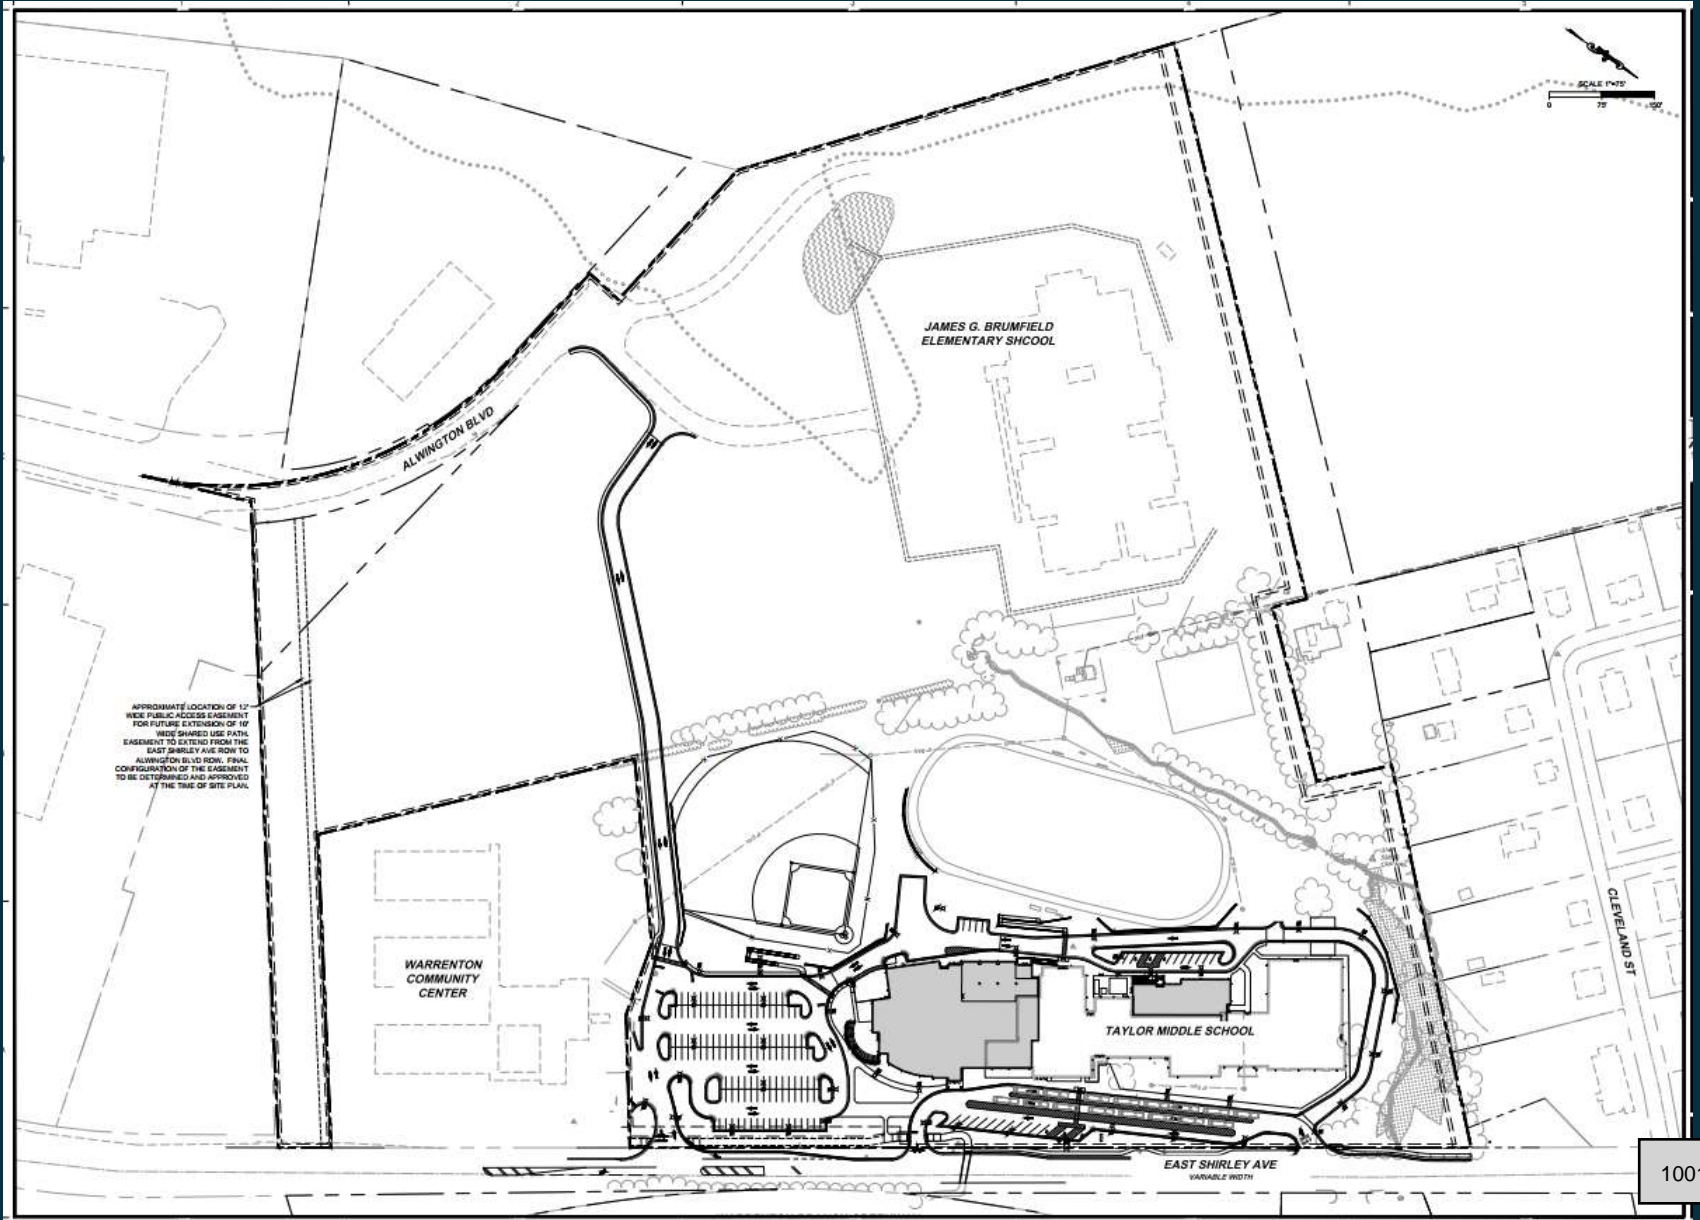 SCALE 1"=75'
0 75' 150'
JAMES G. BRUMFIELD
ELEMENTARY SHCOOL
ALWINGTON BLVD
APPROXIMATE LOCATION OF 12'
WIDE PUBLIC ACCESS EASEMENT
FOR FUTURE EXTENSION OF 10'
WIDE SHARED USE PATH.
EASEMENT TO EXTEND FROM THE
EAST SHIRLEY AVE ROW TO
ALWINGTON BLVD ROW. FINAL
CONFIGURATION OF THE EASEMENT
TO BE DETERMINED AND APPROVED
AT THE TIME OF SITE PLAN.
WARRENTON
COMMUNITY
CENTER
TAYLOR MIDDLE SCHOOL
CLEVELAND ST
EAST SHIRLEY AVE
VARIABLE WIDTH